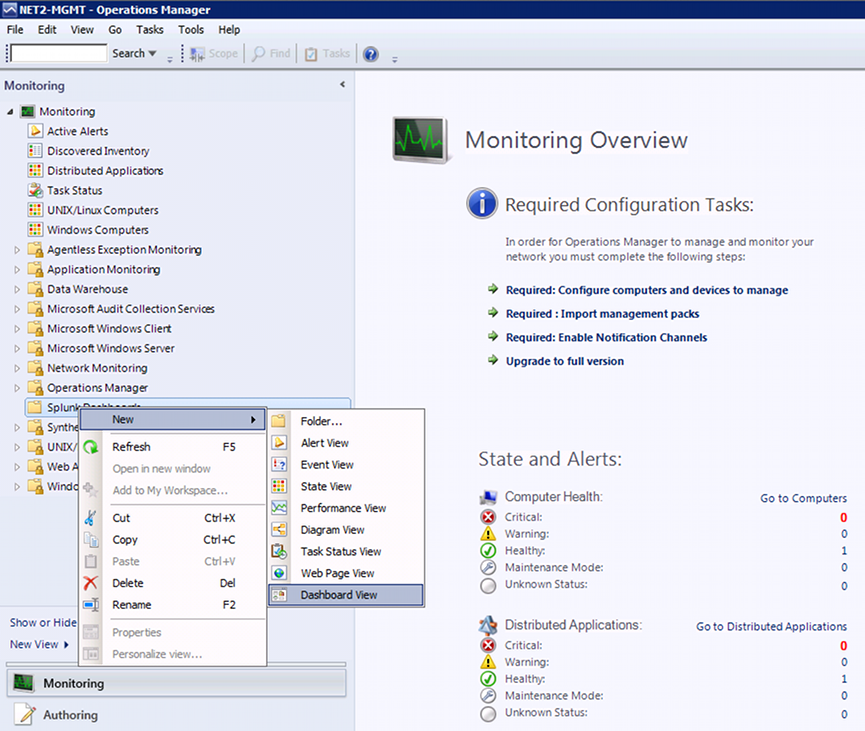 NET2-MGMT - Operations Manager
File Edit View Go Tasks Tools Help
Search Scope Find Tasks
Monitoring
Monitoring
Active Alerts
Discovered Inventory
Distributed Applications
Task Status
UNIX/Linux Computers
Windows Computers
Agentless Exception Monitoring
Application Monitoring
Data Warehouse
Microsoft Audit Collection Services
Microsoft Windows Client
Microsoft Windows Server
Network Monitoring
Operations Manager
Splunk Dashboards
Synthe
UNIX/
Web A
Windo
Show or Hide
New View
Monitoring
Authoring
New
Refresh F5
Open in new window
Add to My Workspace...
Cut Ctrl+X
Copy Ctrl+C
Paste Ctrl+V
Delete Del
Rename F2
Properties
Personalize view...
Folder...
Alert View
Event View
State View
Performance View
Diagram View
Task Status View
Web Page View
Dashboard View
Monitoring Overview
Required Configuration Tasks:
In order for Operations Manager to manage and monitor your
network you must complete the following steps:
Required: Configure computers and devices to manage
Required : Import management packs
Required: Enable Notification Channels
Upgrade to full version
State and Alerts:
Computer Health: Go to Computers
Critical: 0
Warning: 0
Healthy: 1
Maintenance Mode: 0
Unknown Status: 0
Distributed Applications: Go to Distributed Applications
Critical: 0
Warning: 0
Healthy: 1
Maintenance Mode: 0
Unknown Status: 0